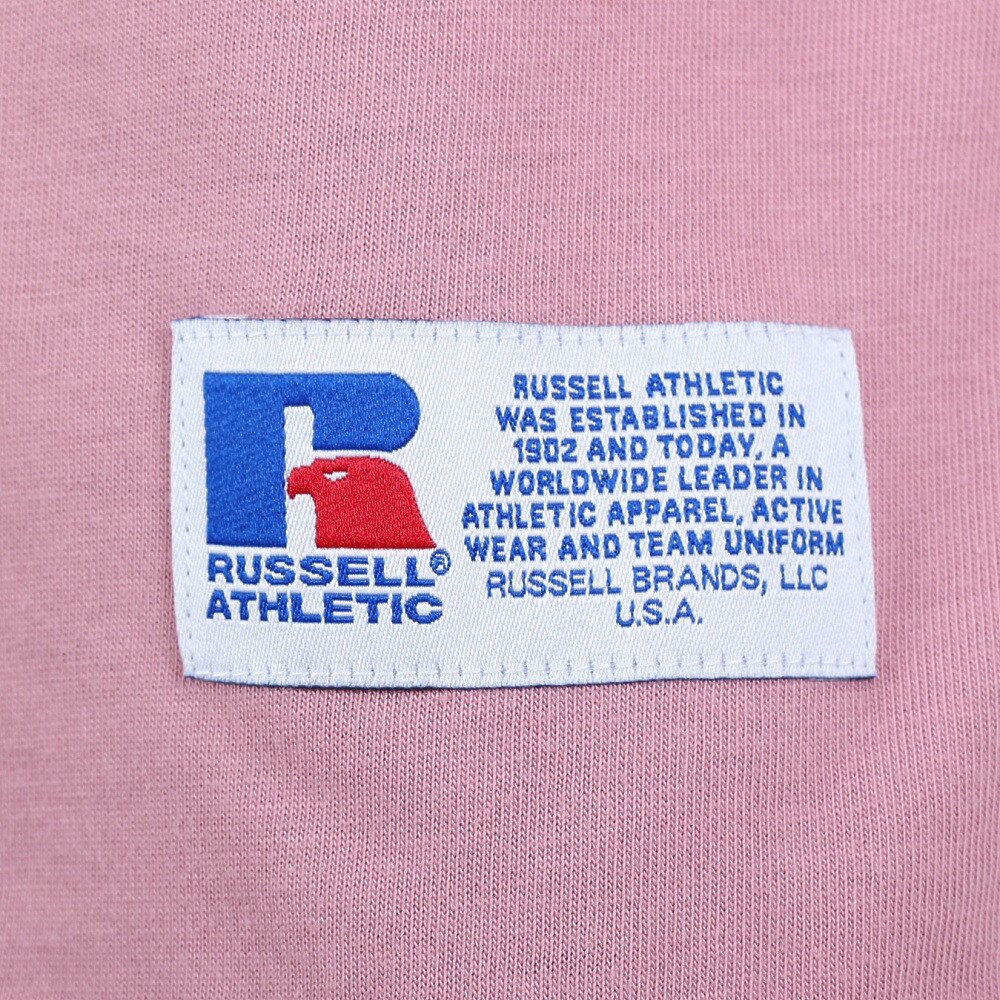 RUSSELL®
ATHLETIC
RUSSELL ATHLETIC
WAS ESTABLISHED IN
1902 AND TODAY, A
WORLDWIDE LEADER IN
ATHLETIC APPAREL, ACTIVE
WEAR AND TEAM UNIFORM
RUSSELL BRANDS, LLC
U.S.A.